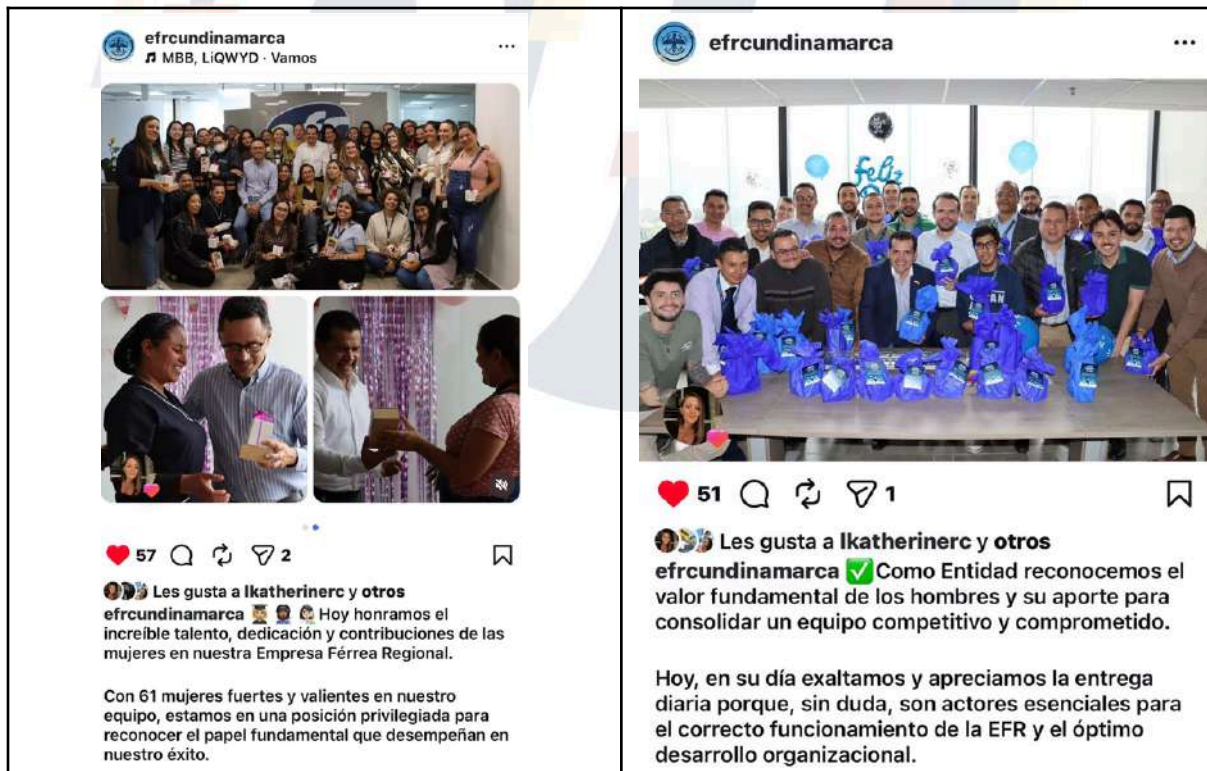 efrcundinamarca
MBB, LiQWYD · Vamos
57
2
Les gusta a lkatherinerc y otros
efrcundinamarca Hoy honramos el
increíble talento, dedicación y contribuciones de las
mujeres en nuestra Empresa Férrea Regional.
Con 61 mujeres fuertes y valientes en nuestro
equipo, estamos en una posición privilegiada para
reconocer el papel fundamental que desempeñan en
nuestro éxito.
efrcundinamarca
feliz
51
1
Les gusta a lkatherinerc y otros
efrcundinamarca ✅Como Entidad reconocemos el
valor fundamental de los hombres y su aporte para
consolidar un equipo competitivo y comprometido.
Hoy, en su día exaltamos y apreciamos la entrega
diaria porque, sin duda, son actores esenciales para
el correcto funcionamiento de la EFR y el óptimo
desarrollo organizacional.